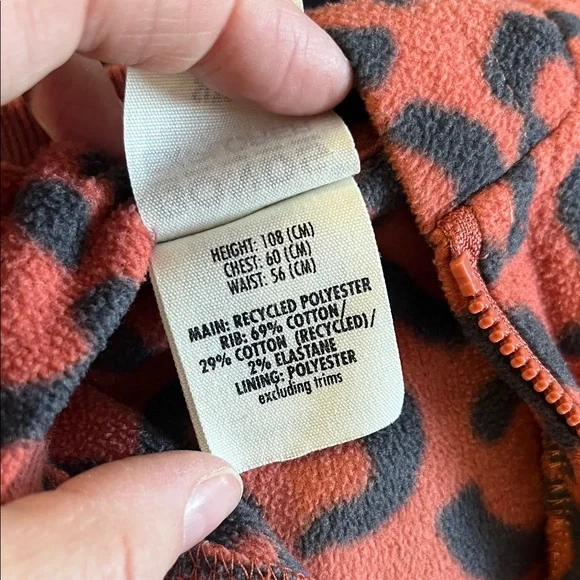 HEIGHT: 108 (CM)
CHEST: 60 (CM)
WAIST: 56 (CM)
MAIN: RECYCLED POLYESTER
RIB: 69% COTTON/
29% COTTON (RECYCLED)/
2% ELASTANE
LINING: POLYESTER
excluding trims